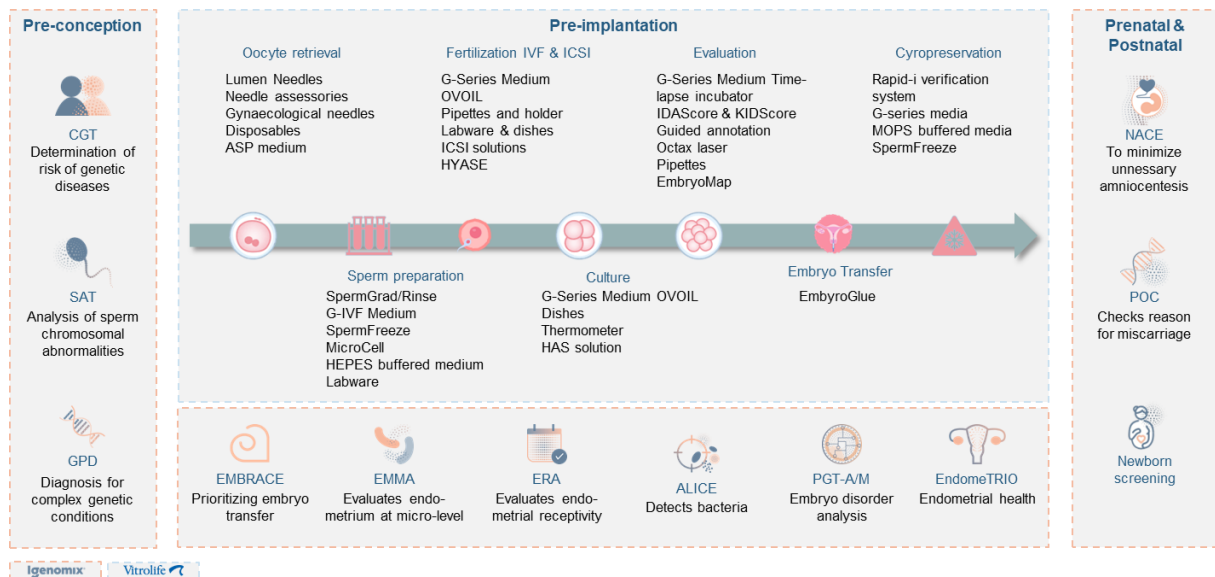 Pre-conception
CGT
Determination of
risk of genetic
diseases
SAT
Analysis of sperm
chromosomal
abnormalities
GPD
Diagnosis for
complex genetic
conditions
Pre-implantation
Oocyte retrieval
Lumen Needles
Needle assessories
Gynaecological needles
Disposables
ASP medium
Fertilization IVF & ICSI
G-Series Medium
OVOIL
Pipettes and holder
Labware & dishes
ICSI solutions
HYASE
Evaluation
G-Series Medium Time-
lapse incubator
IDAScore & KIDScore
Guided annotation
Octax laser
Pipettes
EmbryoMap
Cyropreservation
Rapid-i verification
system
G-series media
MOPS buffered media
SpermFreeze
Sperm preparation
SpermGrad/Rinse
G-IVF Medium
SpermFreeze
MicroCell
HEPES buffered medium
Labware
Culture
G-Series Medium OVOIL
Dishes
Thermometer
HAS solution
Embryo Transfer
EmbyroGlue
EMBRACE
Prioritizing embryo
transfer
EMMA
Evaluates endo-
metrium at micro-level
ERA
Evaluates endo-
metrial receptivity
ALICE
Detects bacteria
PGT-A/M
Embryo disorder
analysis
EndomeTRIO
Endometrial health
Prenatal &
Postnatal
NACE
To minimize
unnessary
amniocentesis
POC
Checks reason
for miscarriage
Newborn
screening
Igenomix
Vitrolife